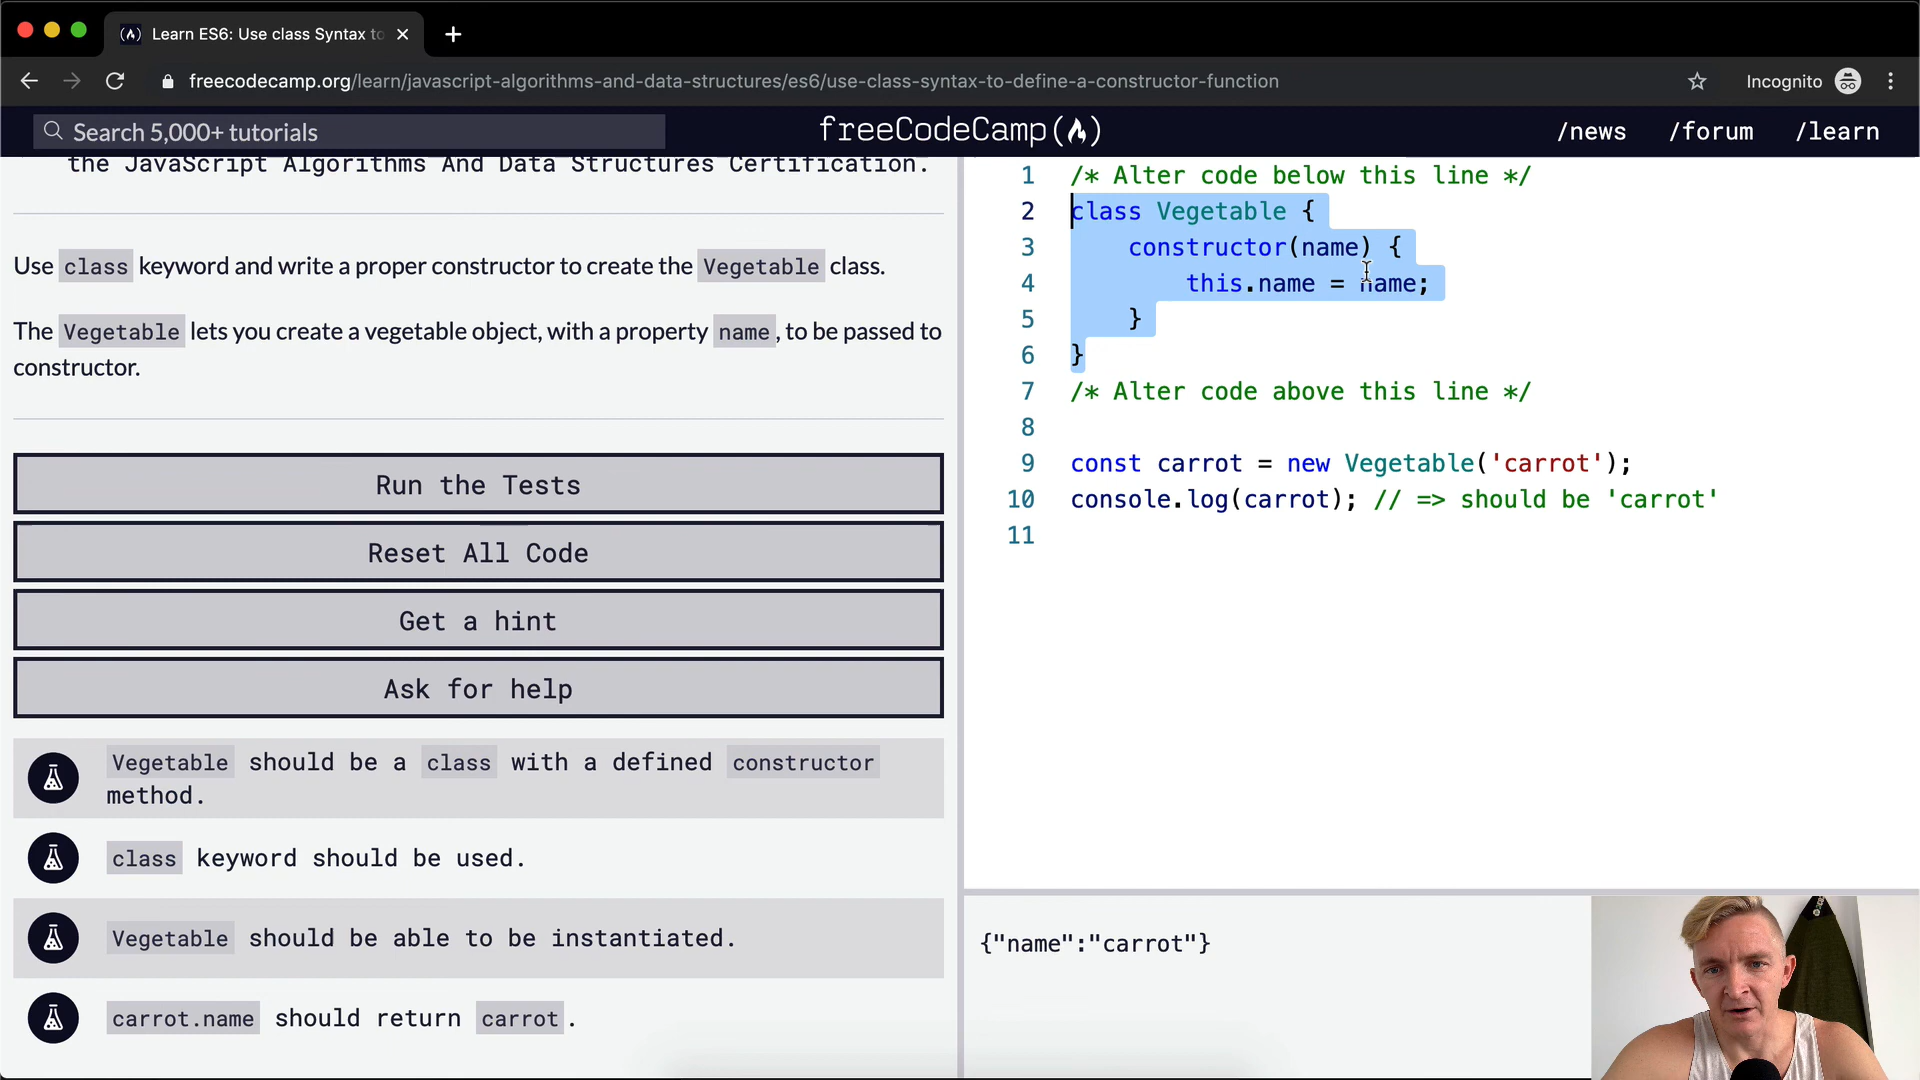 Learn ES6: Use class Syntax to
freecodecamp.org/learn/javascript-algorithms-and-data-structures/es6/use-class-syntax-to-define-a-constructor-function
Incognito
Search 5,000+ tutorials
freeCodeCamp
/news
/forum
/learn
the JavaScript Algorithms And Data Structures Certification.
Use class keyword and write a proper constructor to create the Vegetable class.
The Vegetable lets you create a vegetable object, with a property name, to be passed to
constructor.
Run the Tests
Reset All Code
Get a hint
Ask for help
Vegetable should be a class with a defined constructor
method.
class keyword should be used.
Vegetable should be able to be instantiated.
carrot.name should return carrot.
1 /* Alter code below this line */
2 class Vegetable {
3 constructor(name) {
4 this.name = name;
5 }
6 }
7 /* Alter code above this line */
8
9 const carrot = new Vegetable('carrot');
10 console.log(carrot); // => should be 'carrot'
11
{"name":"carrot"}